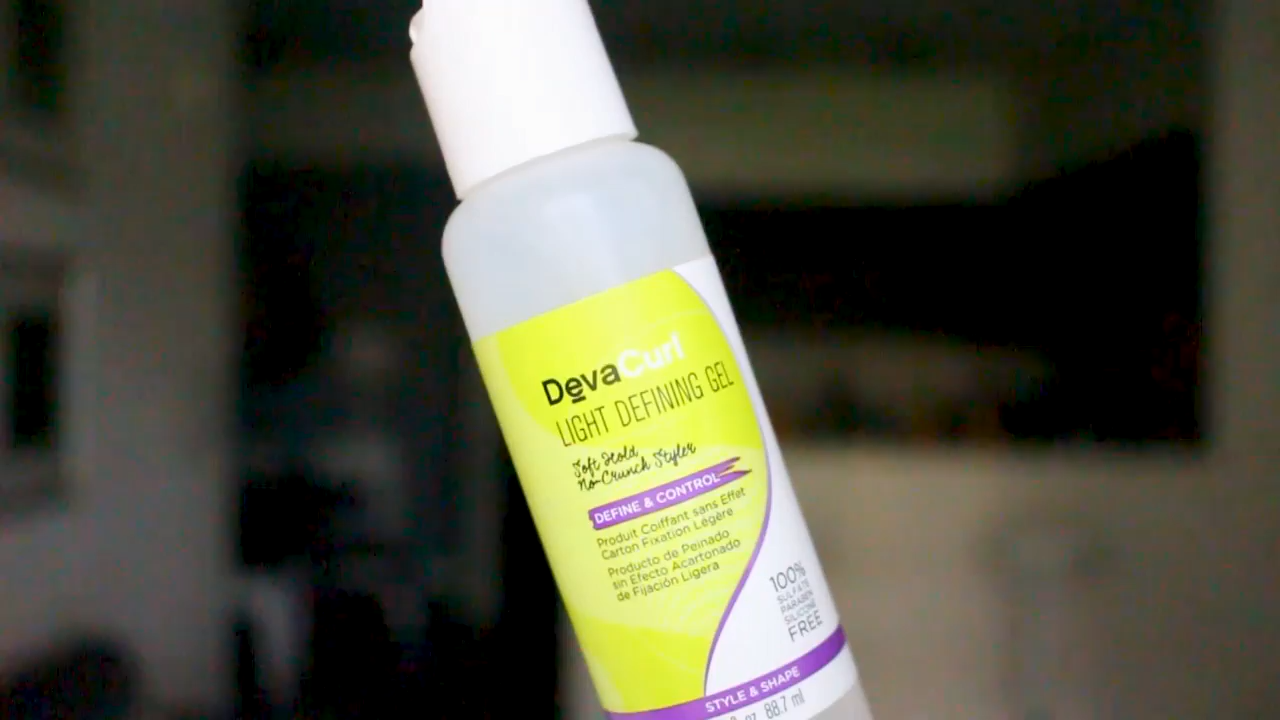 DevaCurl
LIGHT DEFINING GEL
Soft Hold
No-Crunch Styler
DEFINE & CONTROL
Produit Coiffant sans Effet
Carton Fixation Légère
Producto de Peinado
sin Efecto Acartonado
de Fijación Ligera
100%
SULFATE
PARABEN
SILICONE
FREE
STYLE & SHAPE
oz 88.7 ml